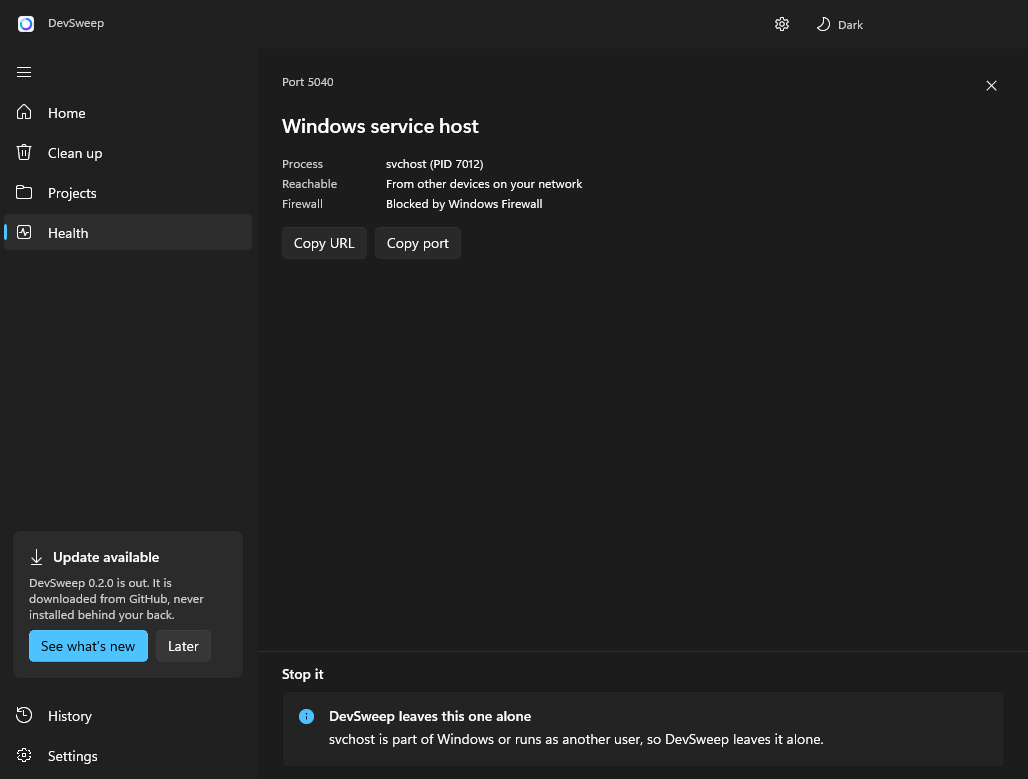 DevSweep
Dark
Home
Clean up
Projects
Health
Port 5040
Windows service host
Process svchost (PID 7012)
Reachable From other devices on your network
Firewall Blocked by Windows Firewall
Copy URL Copy port
Update available
DevSweep 0.2.0 is out. It is
downloaded from GitHub, never
installed behind your back.
See what's new Later
History
Settings
Stop it
DevSweep leaves this one alone
svchost is part of Windows or runs as another user, so DevSweep leaves it alone.